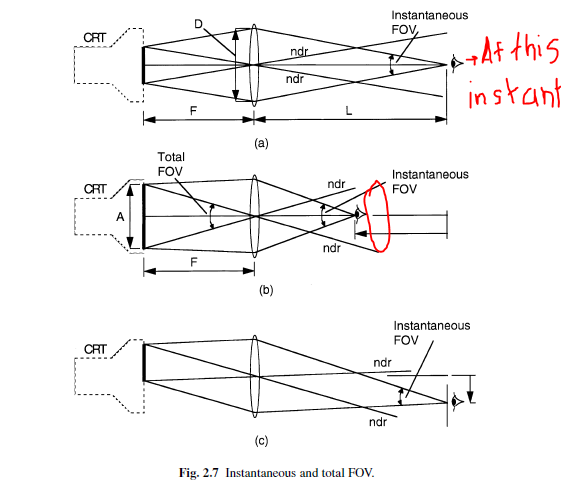 Instantaneous
FOV
CRT
D
ndr
ndr
F
L
→At this
instant
(a)
Total
FOV
Instantaneous
FOV
CRT
ndr
A
ndr
F
(b)
Instantaneous
FOV
CRT
ndr
ndr
(c)
Fig. 2.7 Instantaneous and total FOV.